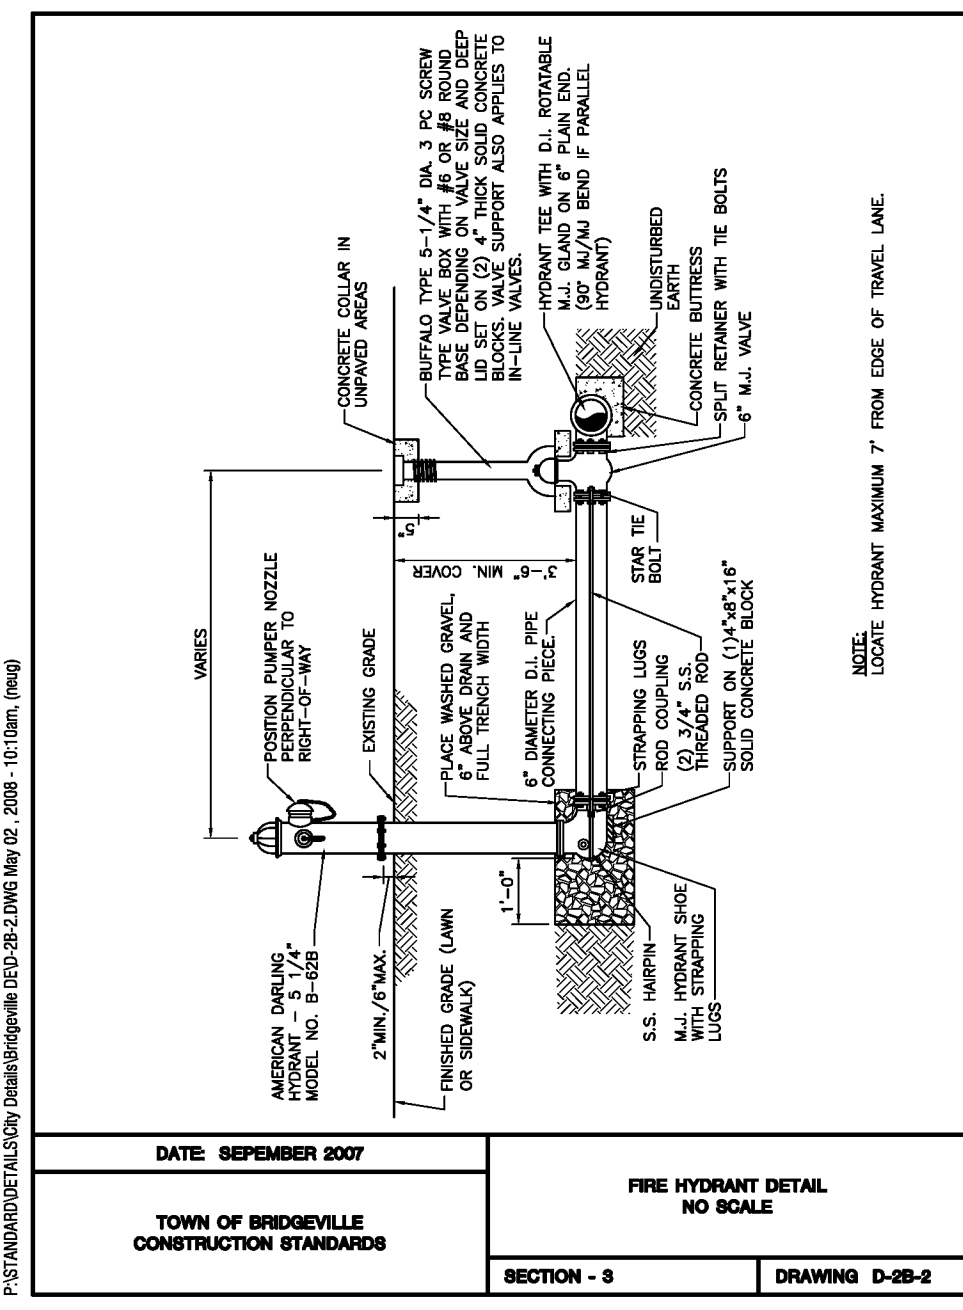 P:\STANDARD\DETAILS\City Details\Bridgeville DE\D-2B-2.DWG May 02, 2008 - 10:10am, (neug)
VARIES
POSITION PUMPER NOZZLE
PERPENDICULAR TO
RIGHT-OF-WAY
EXISTING GRADE
AMERICAN DARLING
HYDRANT - 5 1/4"
MODEL NO. B-62B
2"MIN./6"MAX.
FINISHED GRADE (LAWN
OR SIDEWALK)
CONCRETE COLLAR IN
UNPAVED AREAS
BUFFALO TYPE 5-1/4" DIA. 3 PC SCREW
TYPE VALVE BOX WITH #6 OR #8 ROUND
BASE DEPENDING ON VALVE SIZE AND DEEP
LID SET ON (2) 4" THICK SOLID CONCRETE
BLOCKS. VALVE SUPPORT ALSO APPLIES TO
IN-LINE VALVES.
5"
3'-6" MIN. COVER
PLACE WASHED GRAVEL,
6" ABOVE DRAIN AND
FULL TRENCH WIDTH
1'-0"
6" DIAMETER D.I. PIPE
CONNECTING PIECE.
HYDRANT TEE WITH D.I. ROTATABLE
M.J. GLAND ON 6" PLAIN END.
(90° MJ/MJ BEND IF PARALLEL
HYDRANT)
UNDISTURBED
EARTH
CONCRETE BUTTRESS
SPLIT RETAINER WITH TIE BOLTS
6" M.J. VALVE
STAR TIE
BOLT
STRAPPING LUGS
ROD COUPLING
(2) 3/4" S.S.
THREADED ROD
SUPPORT ON (1)4"x8"x16"
SOLID CONCRETE BLOCK
S.S. HAIRPIN
M.J. HYDRANT SHOE
WITH STRAPPING
LUGS
NOTE:
LOCATE HYDRANT MAXIMUM 7' FROM EDGE OF TRAVEL LANE.
DATE: SEPEMBER 2007
TOWN OF BRIDGEVILLE
CONSTRUCTION STANDARDS
FIRE HYDRANT DETAIL
NO SCALE
SECTION - 3
DRAWING D-2B-2